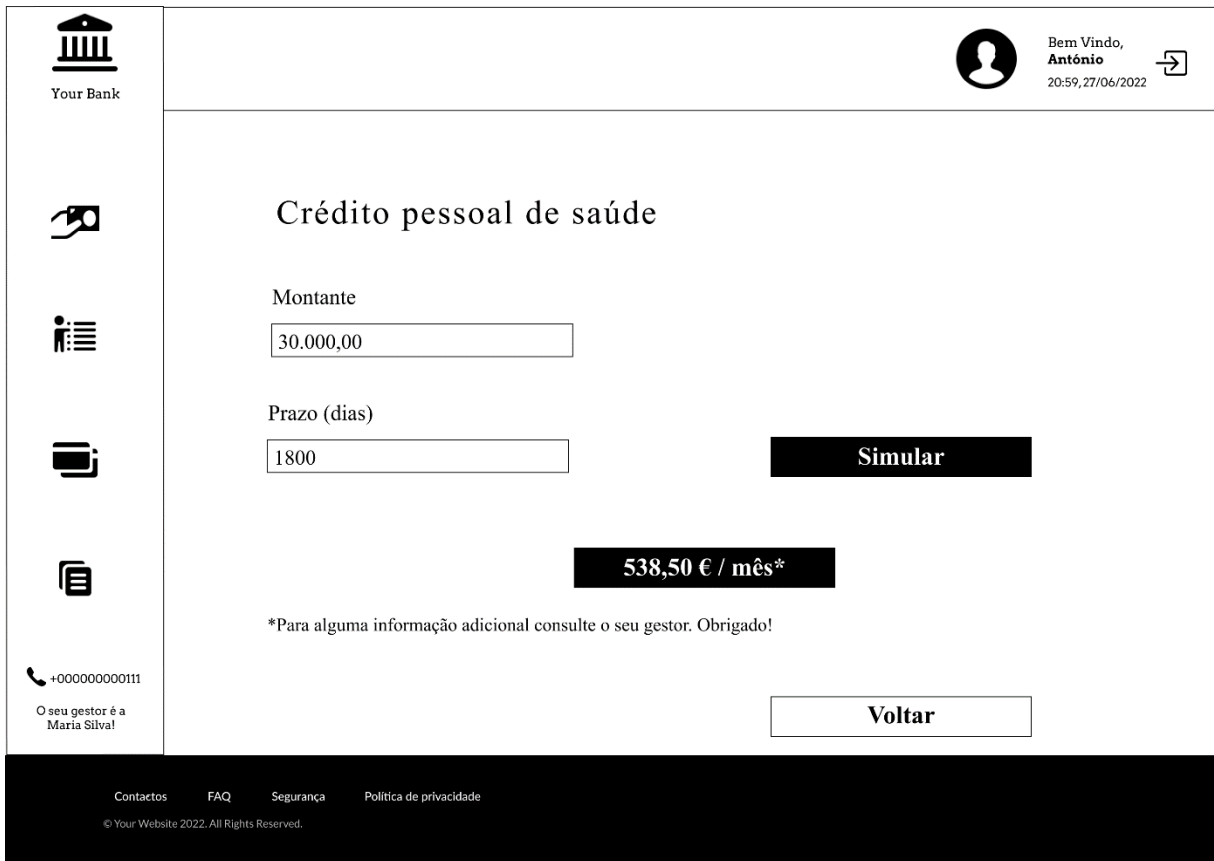 Your Bank
Bem Vindo,
António
20:59, 27/06/2022
Crédito pessoal de saúde
Montante
30.000,00
Prazo (dias)
1800
Simular
538,50 € / mês*
*Para alguma informação adicional consulte o seu gestor. Obrigado!
+000000000111
O seu gestor é a
Maria Silva!
Voltar
Contactos FAQ Segurança Política de privacidade
© Your Website 2022. All Rights Reserved.